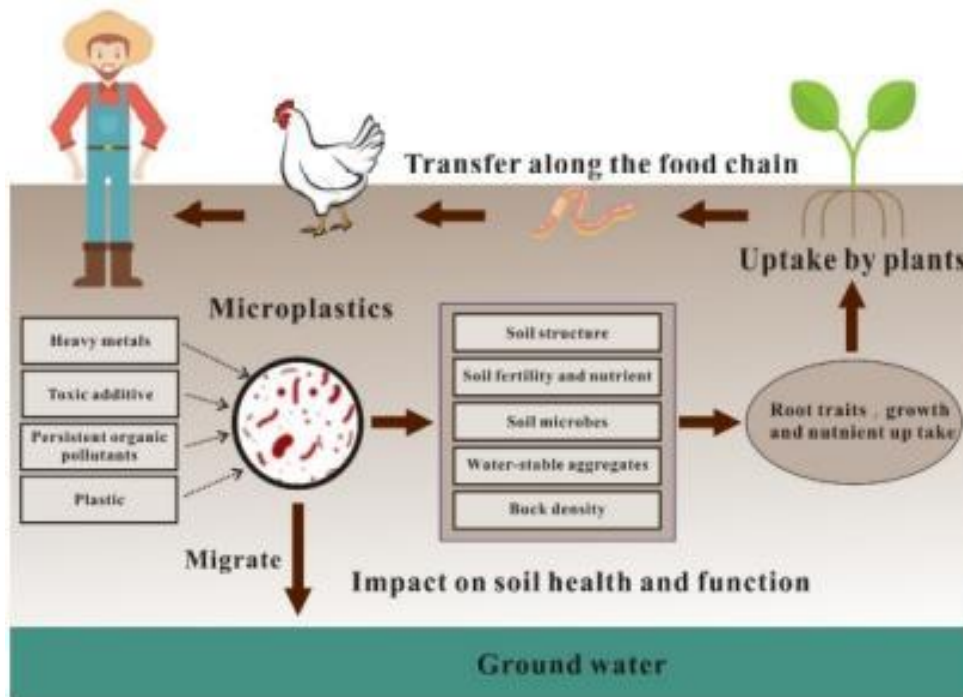 Transfer along the food chain
Uptake by plants
Microplastics
Heavy metals
Toxic additive
Persistent organic
pollutants
Plastic
Soil structure
Soil fertility and nutrient
Soil microbes
Water-stable aggregates
Buck density
Root traits , growth
and nutnient up take
Migrate
Impact on soil health and function
Ground water